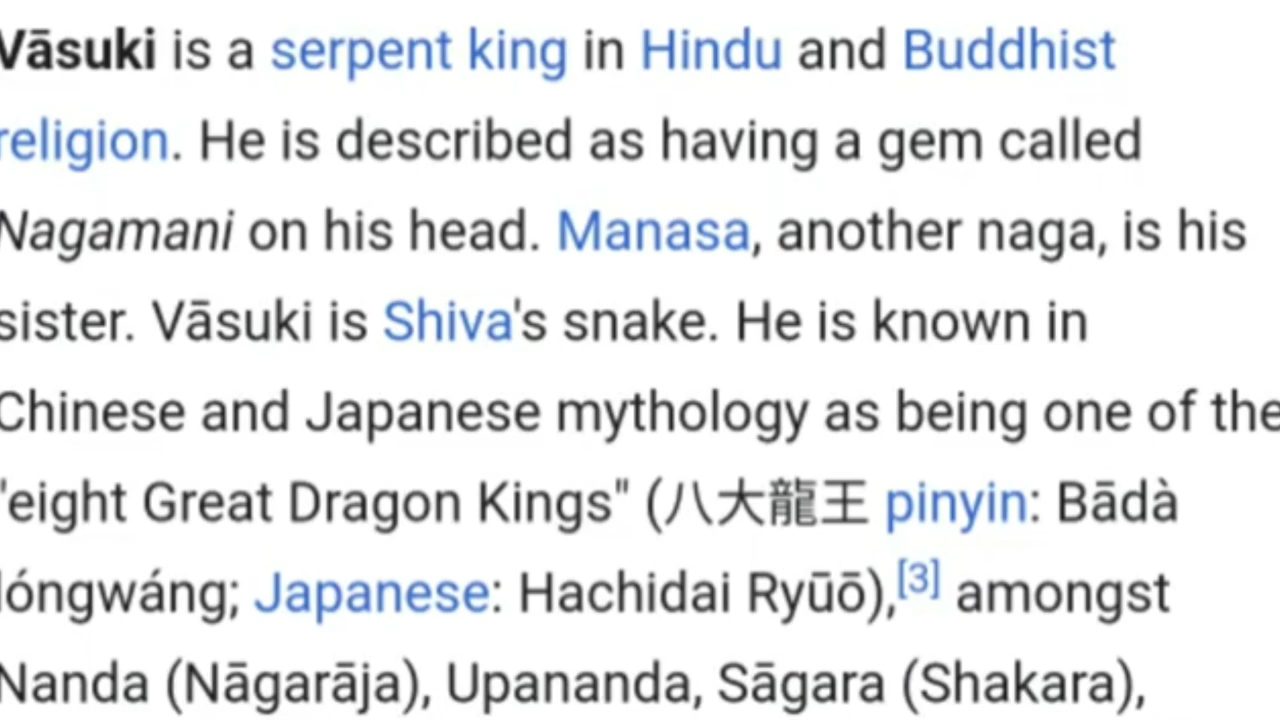 Vāsuki is a serpent king in Hindu and Buddhist
religion. He is described as having a gem called
Nagamani on his head. Manasa, another naga, is his
sister. Vāsuki is Shiva's snake. He is known in
Chinese and Japanese mythology as being one of the
"eight Great Dragon Kings" (八大龍王 pinyin: Bādà
lóngwáng; Japanese: Hachidai Ryūō),[3] amongst
Nanda (Nāgarāja), Upananda, Sāgara (Shakara),